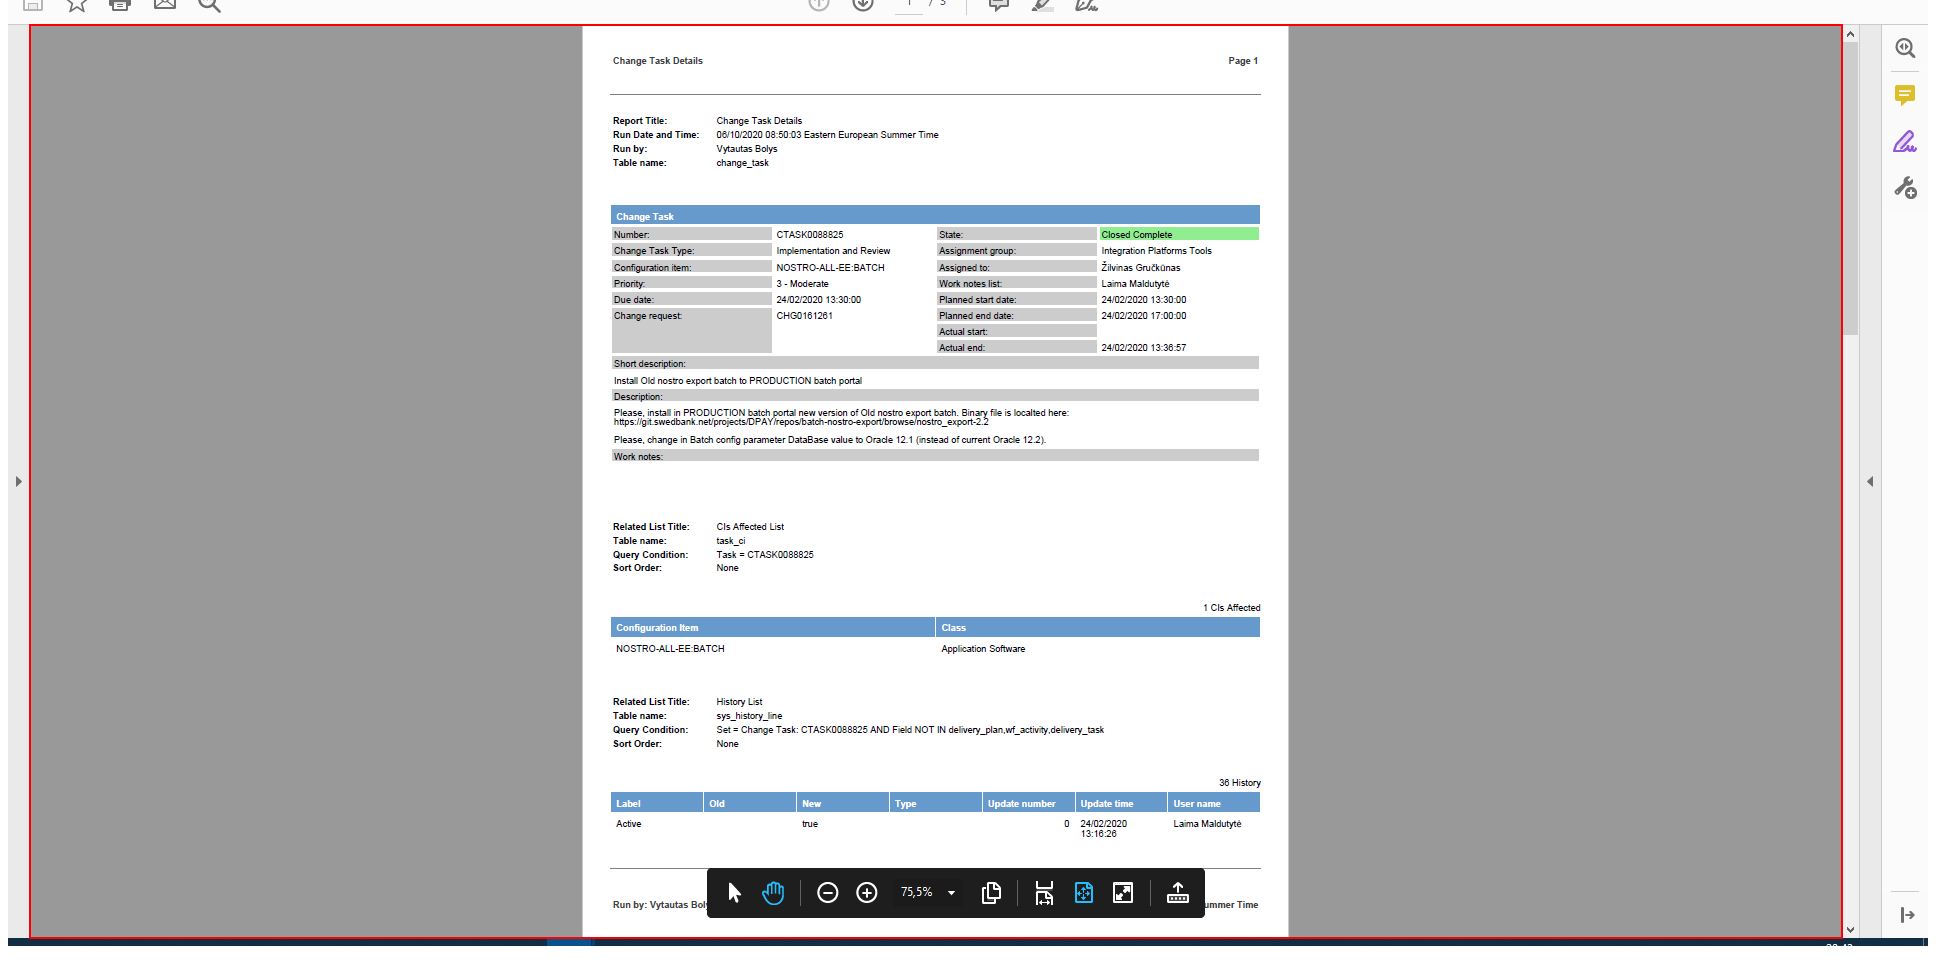 1 / 3
Change Task Details Page 1
Report Title: Change Task Details
Run Date and Time: 06/10/2020 08:50:03 Eastern European Summer Time
Run by: Vytautas Bolys
Table name: change_task
Change Task
Number: CTASK0088825 State: Closed Complete
Change Task Type: Implementation and Review Assignment group: Integration Platforms Tools
Configuration item: NOSTRO-ALL-EE:BATCH Assigned to: Žilvinas Gručkūnas
Priority: 3 - Moderate Work notes list: Laima Maldutytė
Due date: 24/02/2020 13:30:00 Planned start date: 24/02/2020 13:30:00
Change request: CHG0161261 Planned end date: 24/02/2020 17:00:00
Actual start:
Actual end: 24/02/2020 13:36:57
Short description:
Install Old nostro export batch to PRODUCTION batch portal
Description:
Please, install in PRODUCTION batch portal new version of Old nostro export batch. Binary file is localted here:
https://git.swedbank.net/projects/DPAY/repos/batch-nostro-export/browse/nostro_export-2.2
Please, change in Batch config parameter DataBase value to Oracle 12.1 (instead of current Oracle 12.2).
Work notes:
Related List Title: CIs Affected List
Table name: task_ci
Query Condition: Task = CTASK0088825
Sort Order: None
1 CIs Affected
Configuration Item Class
NOSTRO-ALL-EE:BATCH Application Software
Related List Title: History List
Table name: sys_history_line
Query Condition: Set = Change Task: CTASK0088825 AND Field NOT IN delivery_plan,wf_activity,delivery_task
Sort Order: None
36 History
Label Old New Type Update number Update time User name
Active true 0 24/02/2020 Laima Maldutytė
13:16:26
75,5%
Run by: Vytautas Bol ummer Time